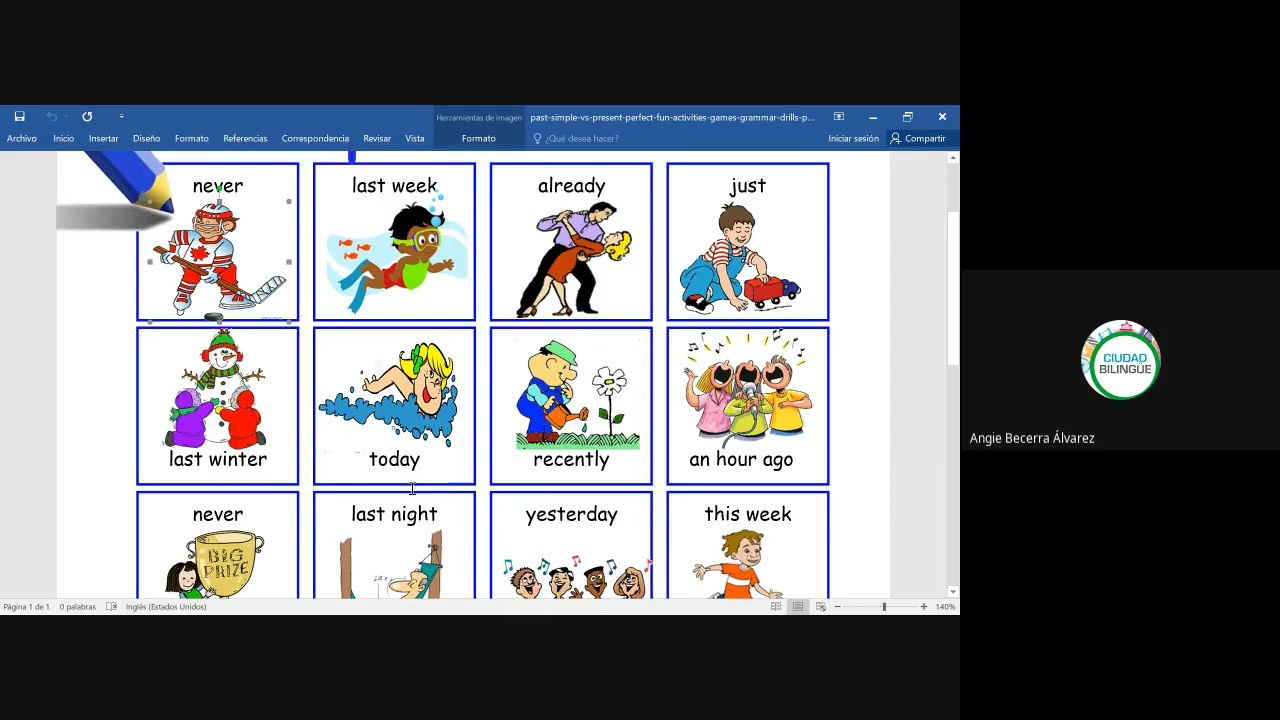 Herramientas de imagen
past-simple-vs-present-perfect-fun-activities-games-grammar-drills-p...
Archivo Inicio Insertar Diseño Formato Referencias Correspondencia Revisar Vista Formato ¿Qué desea hacer? Iniciar sesión Compartir
never last week already just
last winter today recently an hour ago
never last night yesterday this week
BIG
PRIZE
Página 1 de 1 0 palabras Inglés (Estados Unidos) 140%
CIUDAD
BILINGÜE
Angie Becerra Álvarez